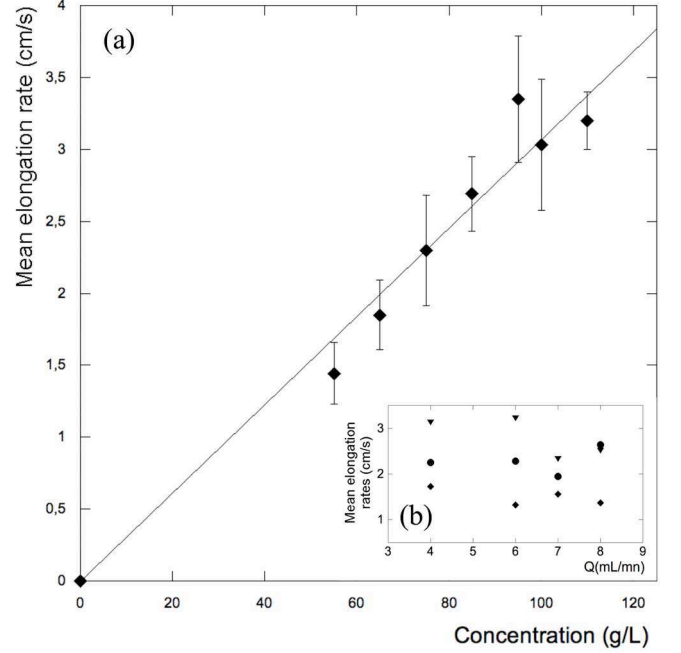 (a)
Mean elongation rate (cm/s)
4
3,5
3
2,5
2
1,5
1
0,5
0
0 20 40 60 80 100 120
Concentration (g/L)
(b)
Mean elongation
rates (cm/s)
3
2
1
3 4 5 6 7 8 9
Q(mL/mn)